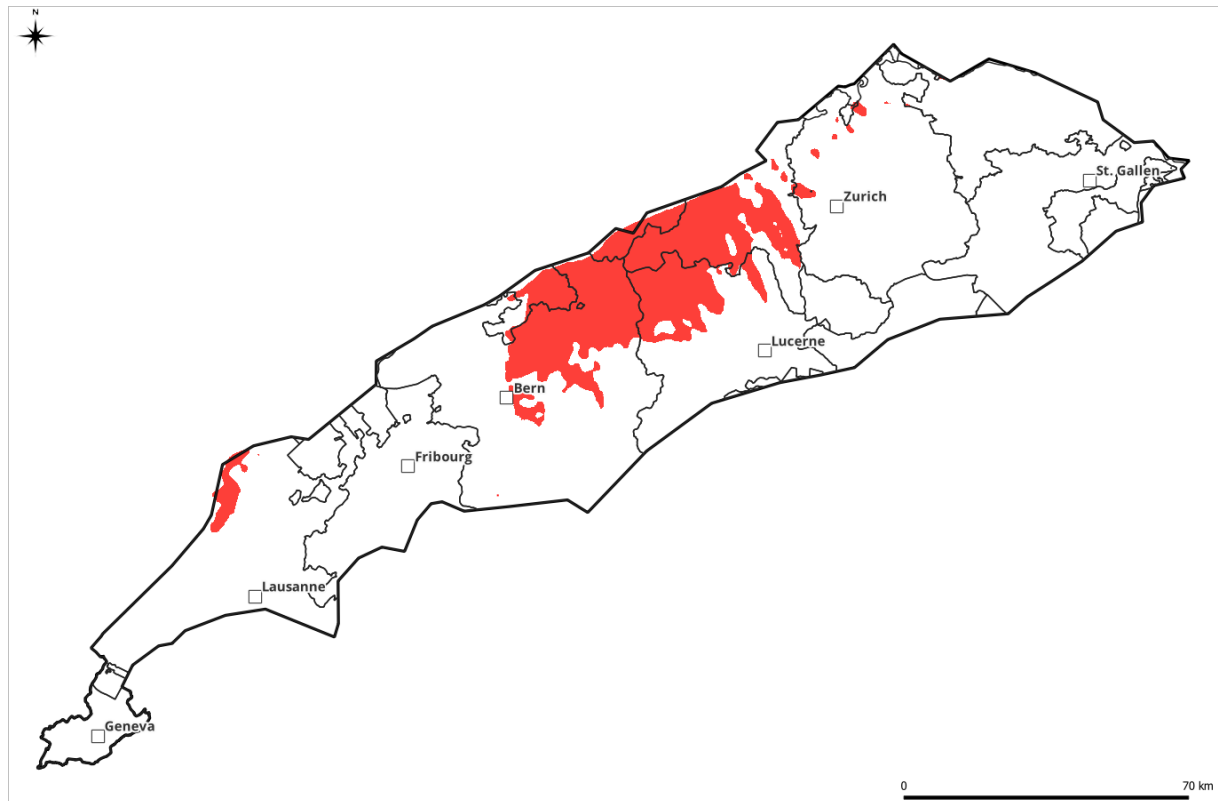 N
St. Gallen
Zurich
Lucerne
Bern
Fribourg
Lausanne
Geneva
0 70 km